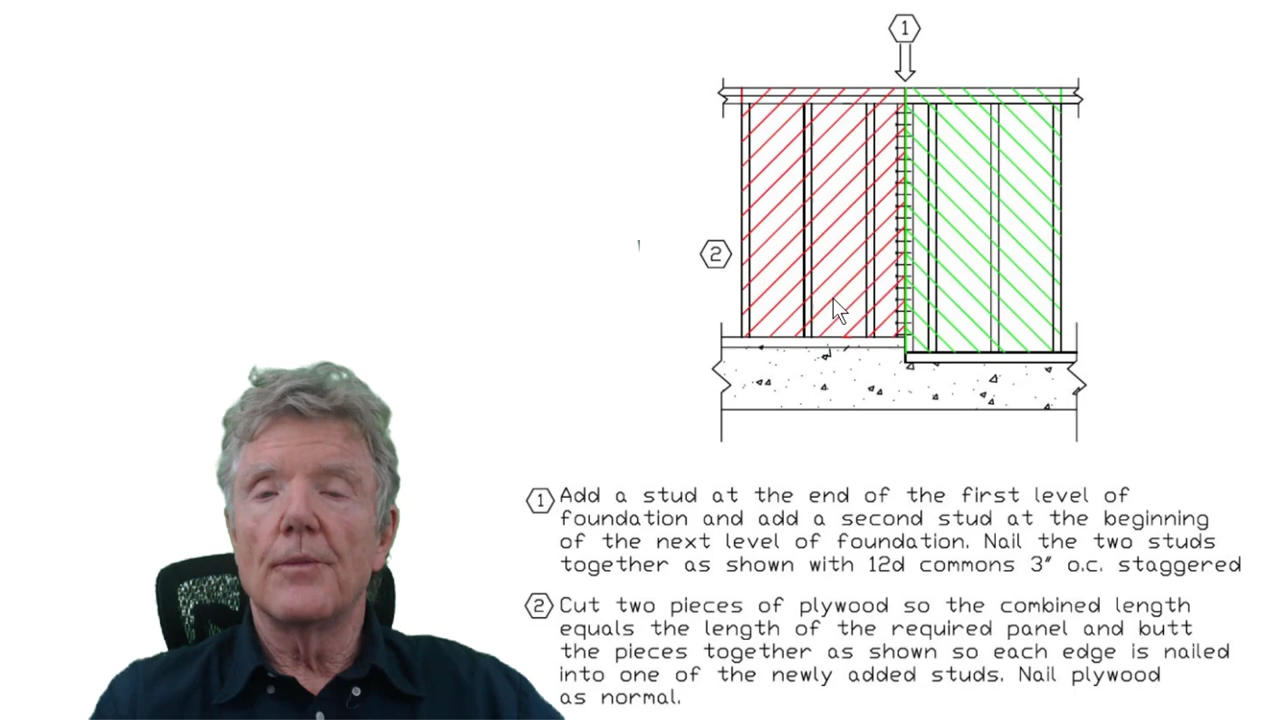 1
2
1 Add a stud at the end of the first level of
foundation and add a second stud at the beginning
of the next level of foundation. Nail the two studs
together as shown with 12d commons 3" o.c. staggered
2 Cut two pieces of plywood so the combined length
equals the length of the required panel and butt
the pieces together as shown so each edge is nailed
into one of the newly added studs. Nail plywood
as normal.